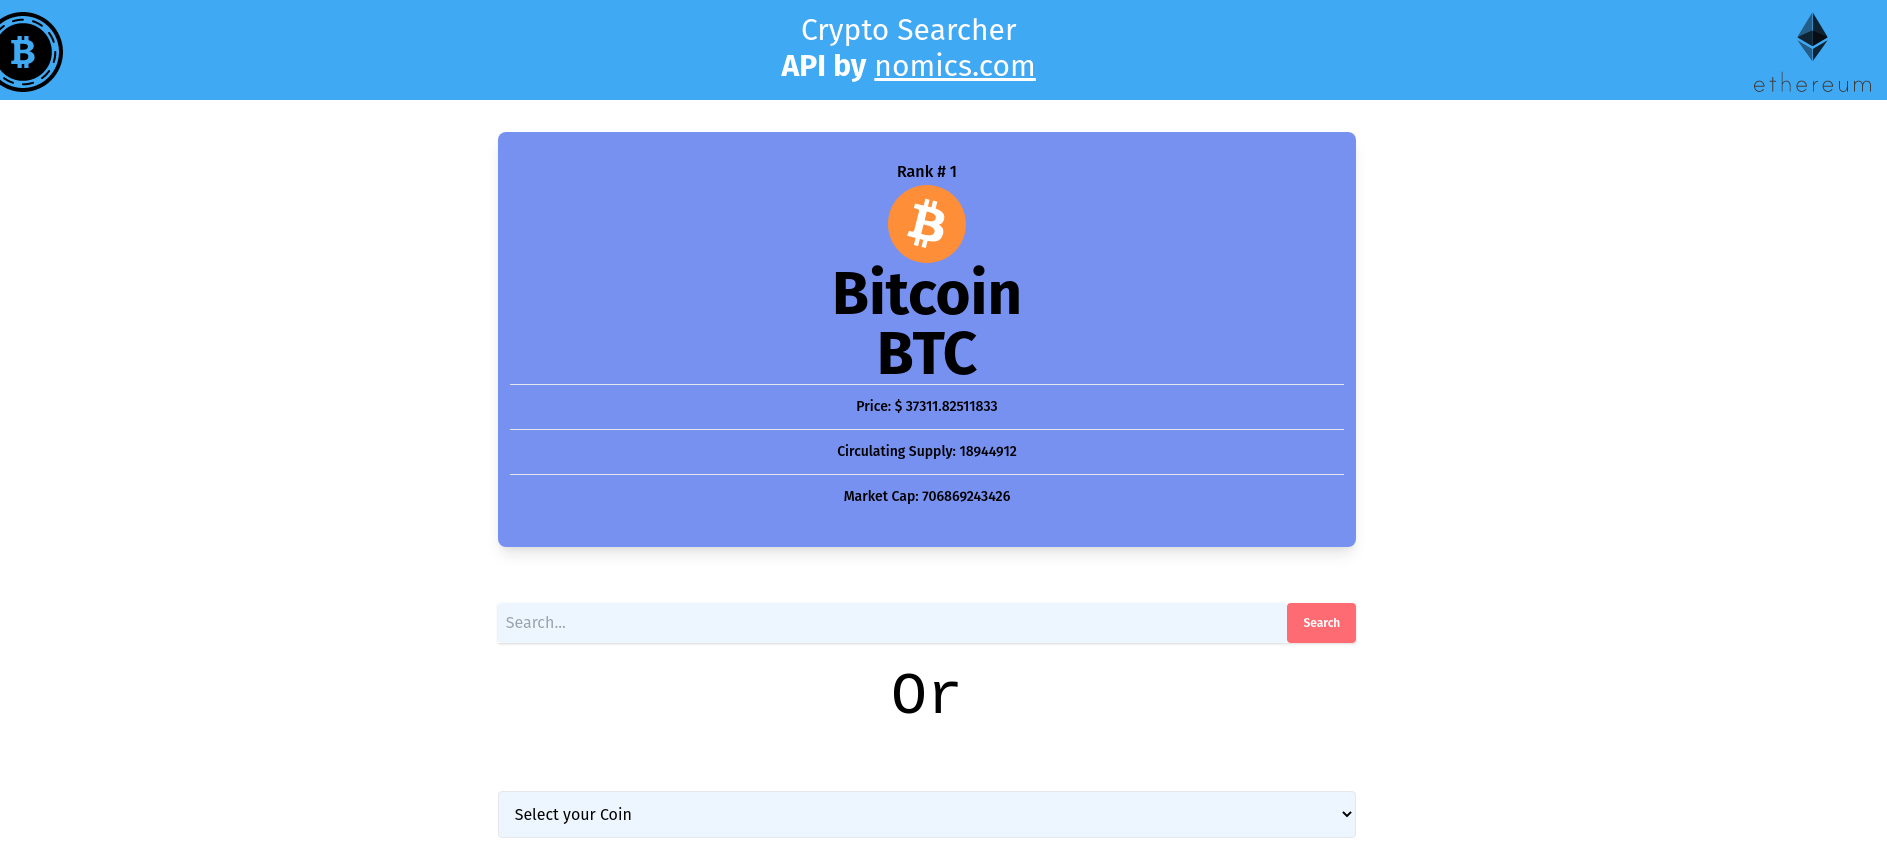 Crypto Searcher
API by nomics.com
ethereum
Rank # 1
Bitcoin
BTC
Price: $ 37311.82511833
Circulating Supply: 18944912
Market Cap: 706869243426
Search...
Search
Or
Select your Coin